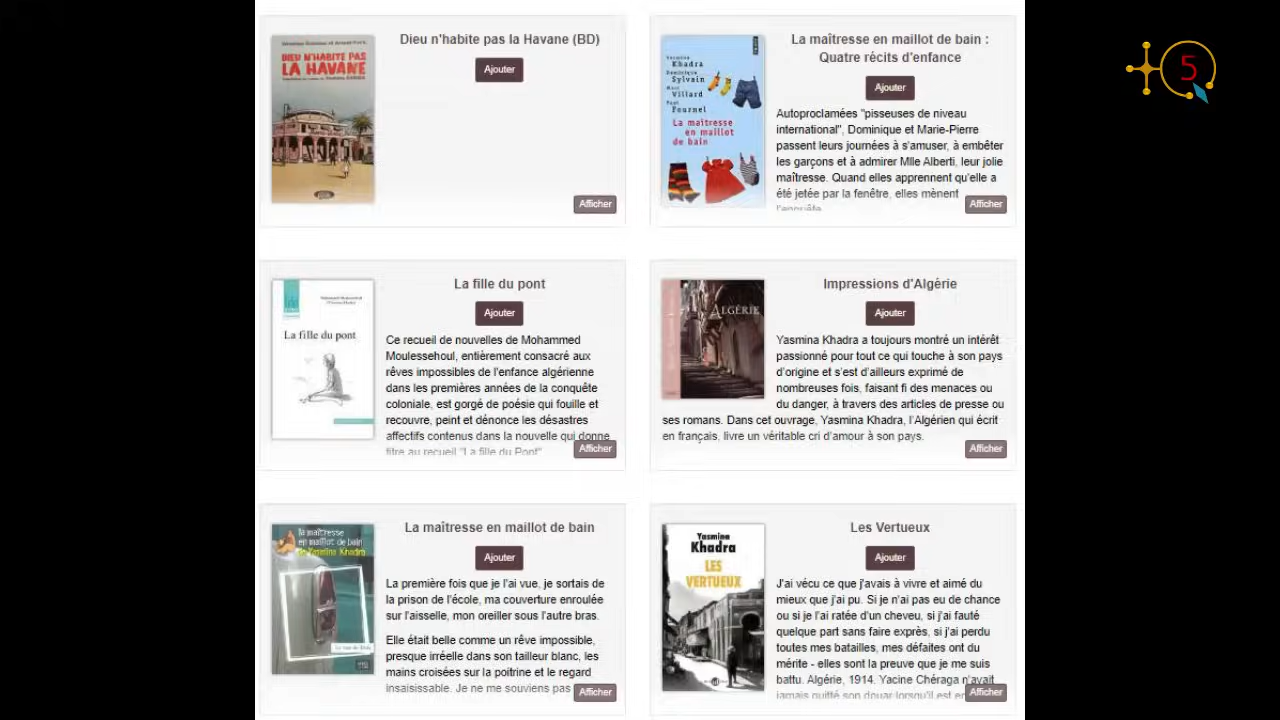 Dieu n'habite pas la Havane (BD)
Ajouter
DIEU N'HABITE PAS
LA HAVANE
Afficher
La maîtresse en maillot de bain :
Quatre récits d'enfance
Ajouter
Yasmina
Khadra
Dominique
Sylvain
Marc
Villard
Paul
Fournel
La maîtresse
en maillot
de bain
Autoproclamées "pisseuses de niveau
international", Dominique et Marie-Pierre
passent leurs journées à s'amuser, à embêter
les garçons et à admirer Mlle Alberti, leur jolie
maîtresse. Quand elles apprennent qu'elle a
été jetée par la fenêtre, elles mènent
l'enquête
Afficher
5
La fille du pont
Ajouter
La fille du pont
Ce recueil de nouvelles de Mohammed
Moulessehoul, entièrement consacré aux
rêves impossibles de l'enfance algérienne
dans les premières années de la conquête
coloniale, est gorgé de poésie qui fouille et
recouvre, peint et dénonce les désastres
affectifs contenus dans la nouvelle qui donne
titre au recueil "La fille du Pont"
Afficher
Impressions d'Algérie
Ajouter
ALGÉRIE
Yasmina Khadra a toujours montré un intérêt
passionné pour tout ce qui touche à son pays
d'origine et s'est d'ailleurs exprimé de
nombreuses fois, faisant fi des menaces ou
du danger, à travers des articles de presse ou
ses romans. Dans cet ouvrage, Yasmina Khadra, l'Algérien qui écrit
en français, livre un véritable cri d'amour à son pays.
Afficher
La maîtresse en maillot de bain
Ajouter
la maîtresse
en maillot de bain
de Yasmina Khadra
La première fois que je l'ai vue, je sortais de
la prison de l'école, ma couverture enroulée
sur l'aisselle, mon oreiller sous l'autre bras.
Elle était belle comme un rêve impossible,
presque irréelle dans son tailleur blanc, les
mains croisées sur la poitrine et le regard
insaisissable. Je ne me souviens pas
Afficher
Les Vertueux
Ajouter
Yasmina
Khadra
LES
VERTUEUX
J'ai vécu ce que j'avais à vivre et aimé du
mieux que j'ai pu. Si je n'ai pas eu de chance
ou si je l'ai ratée d'un cheveu, si j'ai fauté
quelque part sans faire exprès, si j'ai perdu
toutes mes batailles, mes défaites ont du
mérite - elles sont la preuve que je me suis
battu. Algérie, 1914. Yacine Chéraga n'avait
jamais quitté son douar lorsqu'il est
Afficher